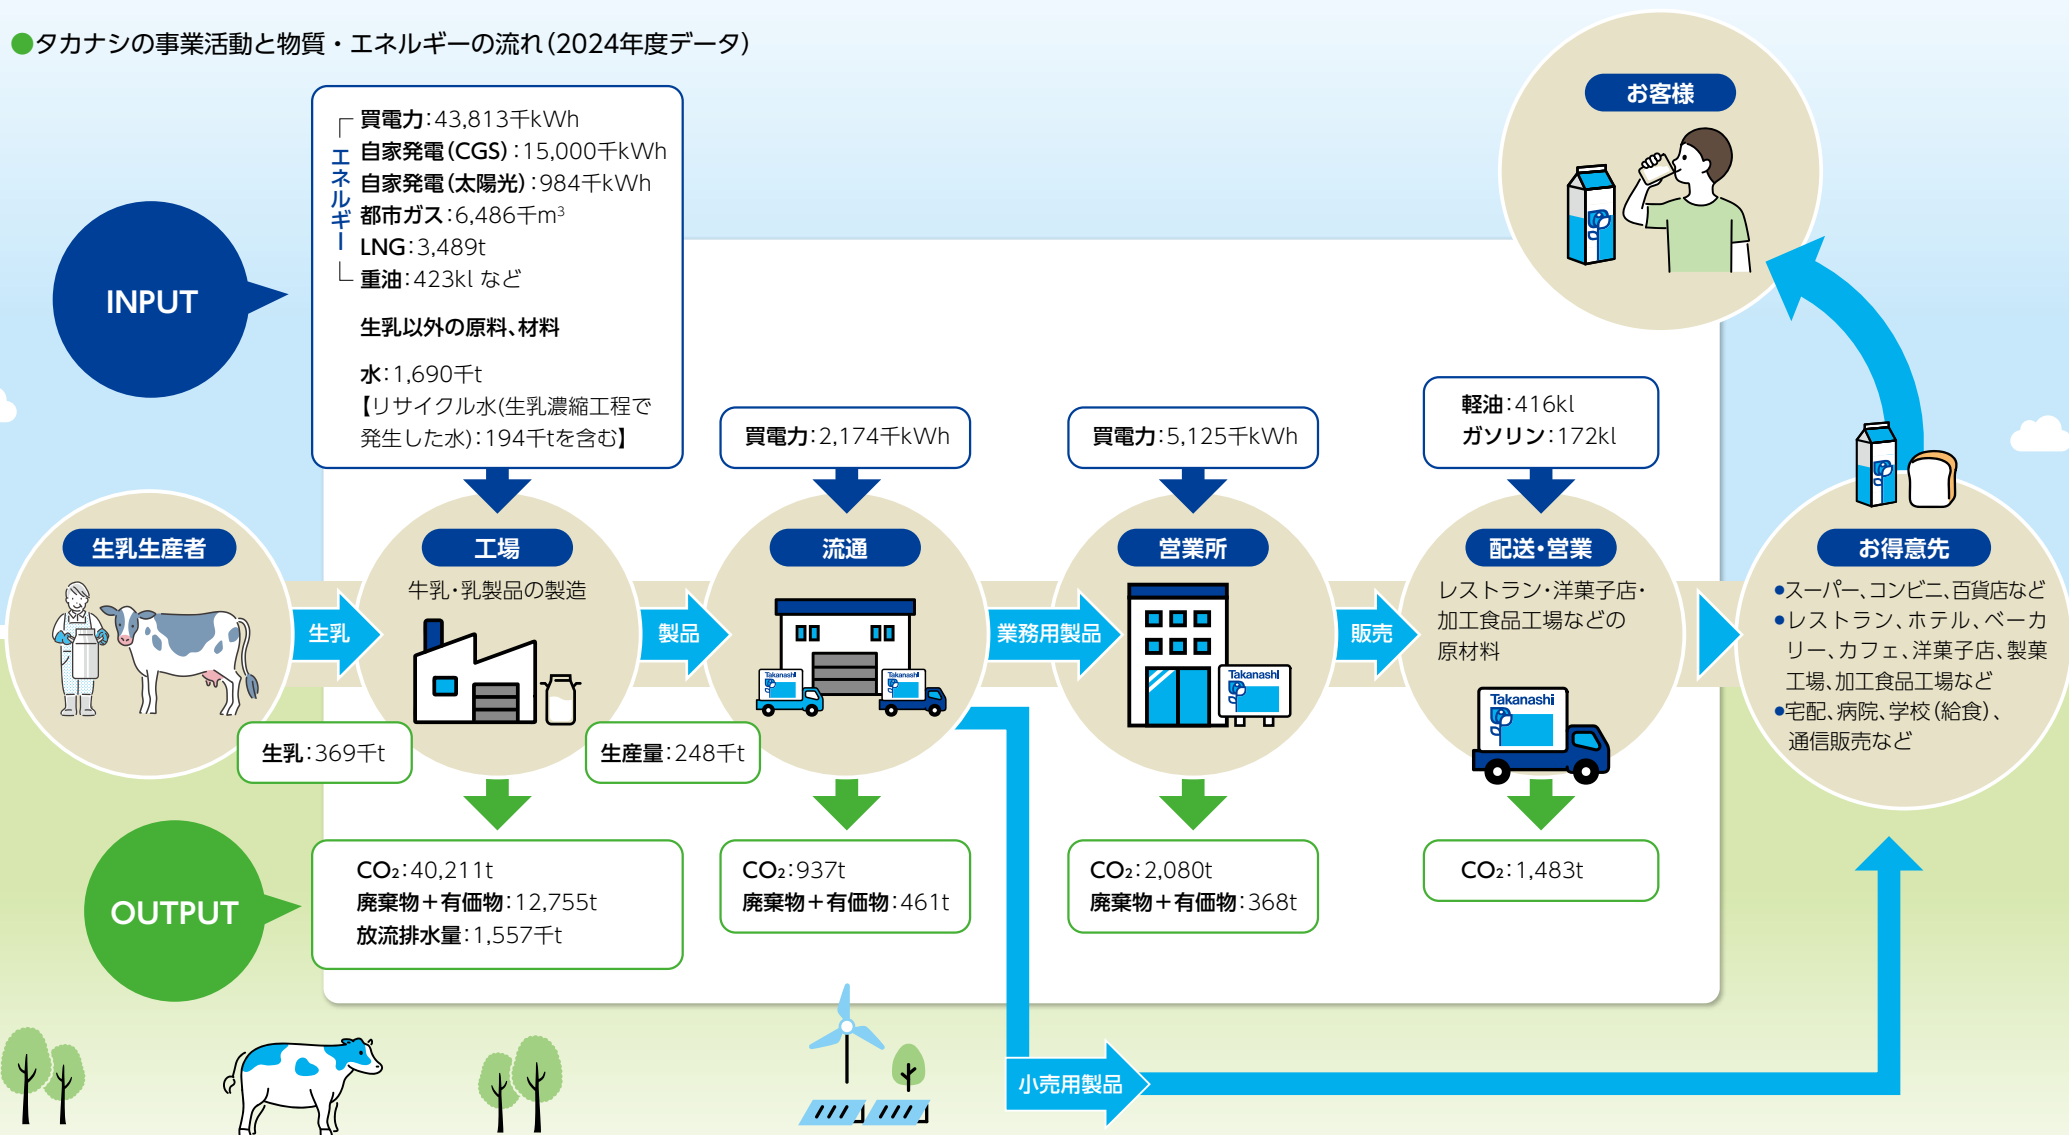 ●タカナシの事業活動と物質・エネルギーの流れ(2024年度データ)
INPUT
エネルギー
買電力:43,813千kWh
自家発電(CGS):15,000千kWh
自家発電(太陽光):984千kWh
都市ガス:6,486千m³
LNG:3,489t
重油:423kl など
生乳以外の原料、材料
水:1,690千t
【リサイクル水(生乳濃縮工程で
発生した水):194千tを含む】
買電力:2,174千kWh
買電力:5,125千kWh
軽油:416kl
ガソリン:172kl
お客様
生乳生産者
生乳
生乳:369千t
工場
牛乳・乳製品の製造
製品
生産量:248千t
流通
Takanashi
Takanashi
業務用製品
営業所
Takanashi
販売
配送・営業
レストラン・洋菓子店・
加工食品工場などの
原材料
Takanashi
お得意先
●スーパー、コンビニ、百貨店など
●レストラン、ホテル、ベーカ
リー、カフェ、洋菓子店、製菓
工場、加工食品工場など
●宅配、病院、学校(給食)、
通信販売など
OUTPUT
CO₂:40,211t
廃棄物+有価物:12,755t
放流排水量:1,557千t
CO₂:937t
廃棄物+有価物:461t
CO₂:2,080t
廃棄物+有価物:368t
CO₂:1,483t
小売用製品